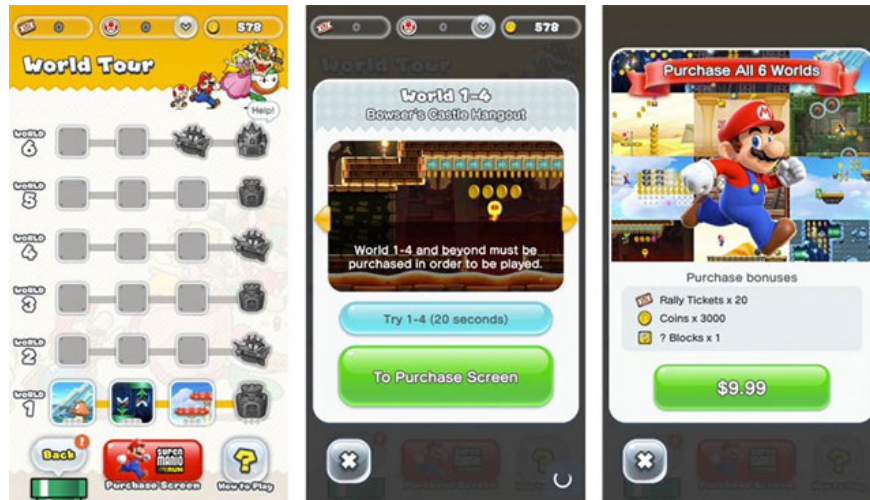 0 0 578
World Tour
Help!
WORLD 6
WORLD 5
WORLD 4
WORLD 3
WORLD 2
WORLD 1
Back
!
SUPER MARIO RUN
Purchase Screen
?
How to Play
0 0 578
World Tour
World 1-4
Bowser's Castle Hangout
World 1-4 and beyond must be
purchased in order to be played.
Try 1-4 (20 seconds)
To Purchase Screen
Purchase All 6 Worlds
Purchase bonuses
Rally Tickets x 20
Coins x 3000
? Blocks x 1
$9.99